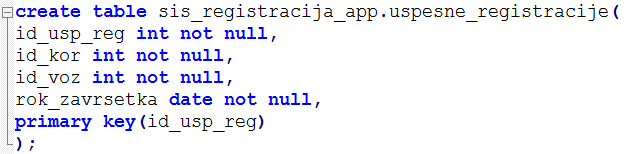 create table sis_registracija_app.uspesne_registracije(
id_usp_reg int not null,
id_kor int not null,
id_voz int not null,
rok_zavrsetka date not null,
primary key(id_usp_reg)
);